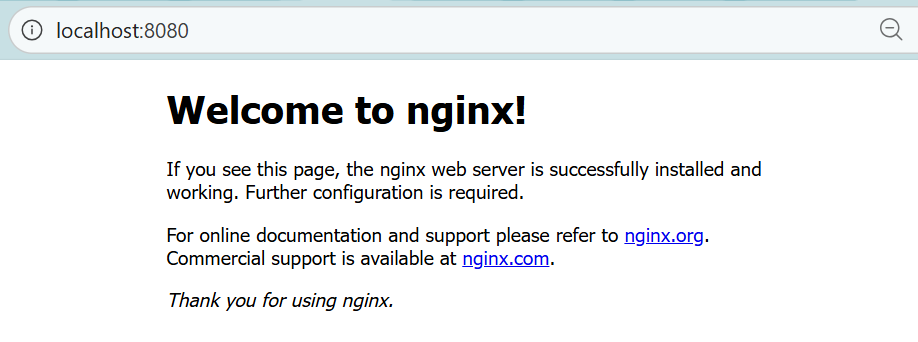 localhost:8080
Welcome to nginx!
If you see this page, the nginx web server is successfully installed and
working. Further configuration is required.
For online documentation and support please refer to nginx.org.
Commercial support is available at nginx.com.
Thank you for using nginx.